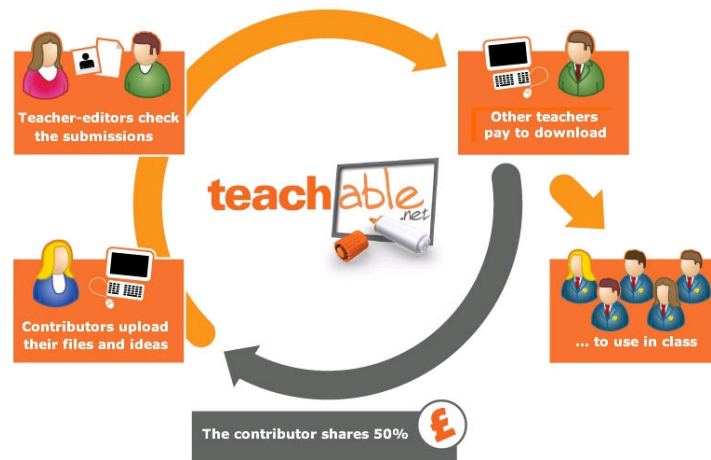 Teacher-editors check
the submissions
Other teachers
pay to download
teachable
.net
Contributors upload
their files and ideas
... to use in class
The contributor shares 50%
£